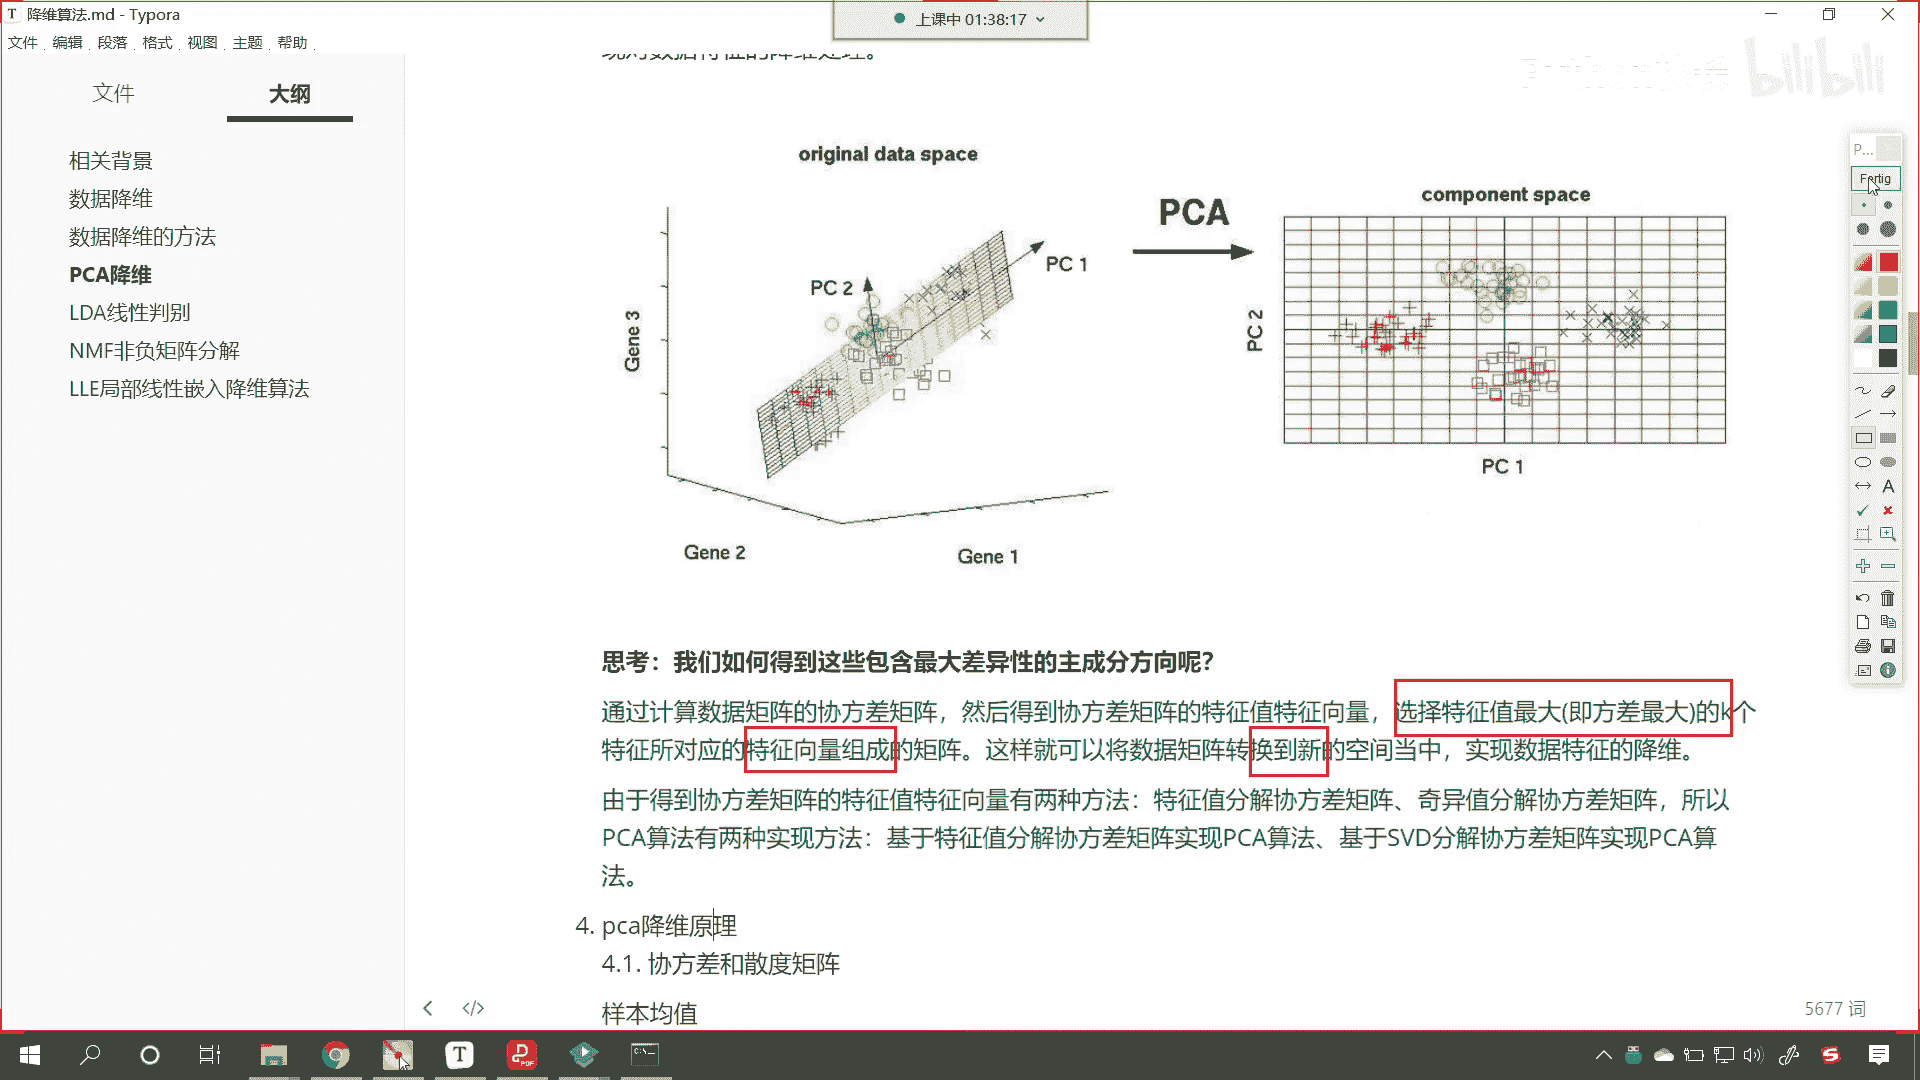 T 降维算法.md - Typora
上课中 01:38:17
文件 编辑 段落 格式 视图 主题 帮助
文件 大纲
bilibili
相关背景
数据降维
数据降维的方法
PCA降维
LDA线性判别
NMF非负矩阵分解
LLE局部线性嵌入降维算法
original data space
PC 1
PC 2
Gene 3
Gene 2
Gene 1
PCA
component space
PC 2
PC 1
P...
Fertig
A
思考：我们如何得到这些包含最大差异性的主成分方向呢？
通过计算数据矩阵的协方差矩阵，然后得到协方差矩阵的特征值特征向量，选择特征值最大(即方差最大)的k个
特征所对应的特征向量组成的矩阵。这样就可以将数据矩阵转换到新的空间当中，实现数据特征的降维。
由于得到协方差矩阵的特征值特征向量有两种方法：特征值分解协方差矩阵、奇异值分解协方差矩阵，所以
PCA算法有两种实现方法：基于特征值分解协方差矩阵实现PCA算法、基于SVD分解协方差矩阵实现PCA算
法。
4. pca降维原理
4.1. 协方差和散度矩阵
样本均值
5677 词